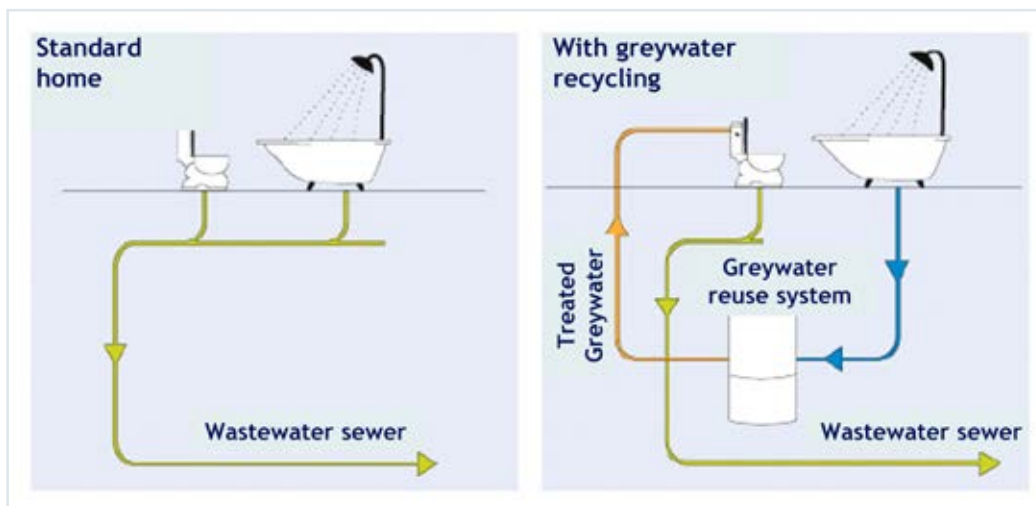 Standard
home
Wastewater sewer
With greywater
recycling
Treated
Greywater
Greywater
reuse system
Wastewater sewer